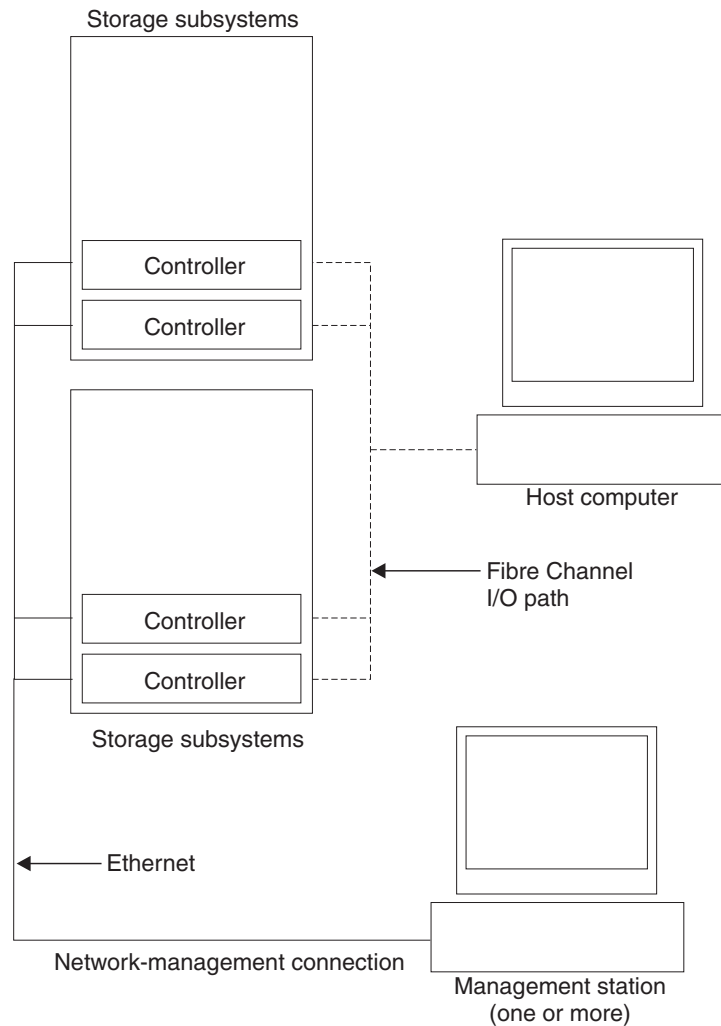 Storage subsystems
Controller
Controller
Host computer
Fibre Channel
I/O path
Controller
Controller
Storage subsystems
Ethernet
Network-management connection
Management station
(one or more)